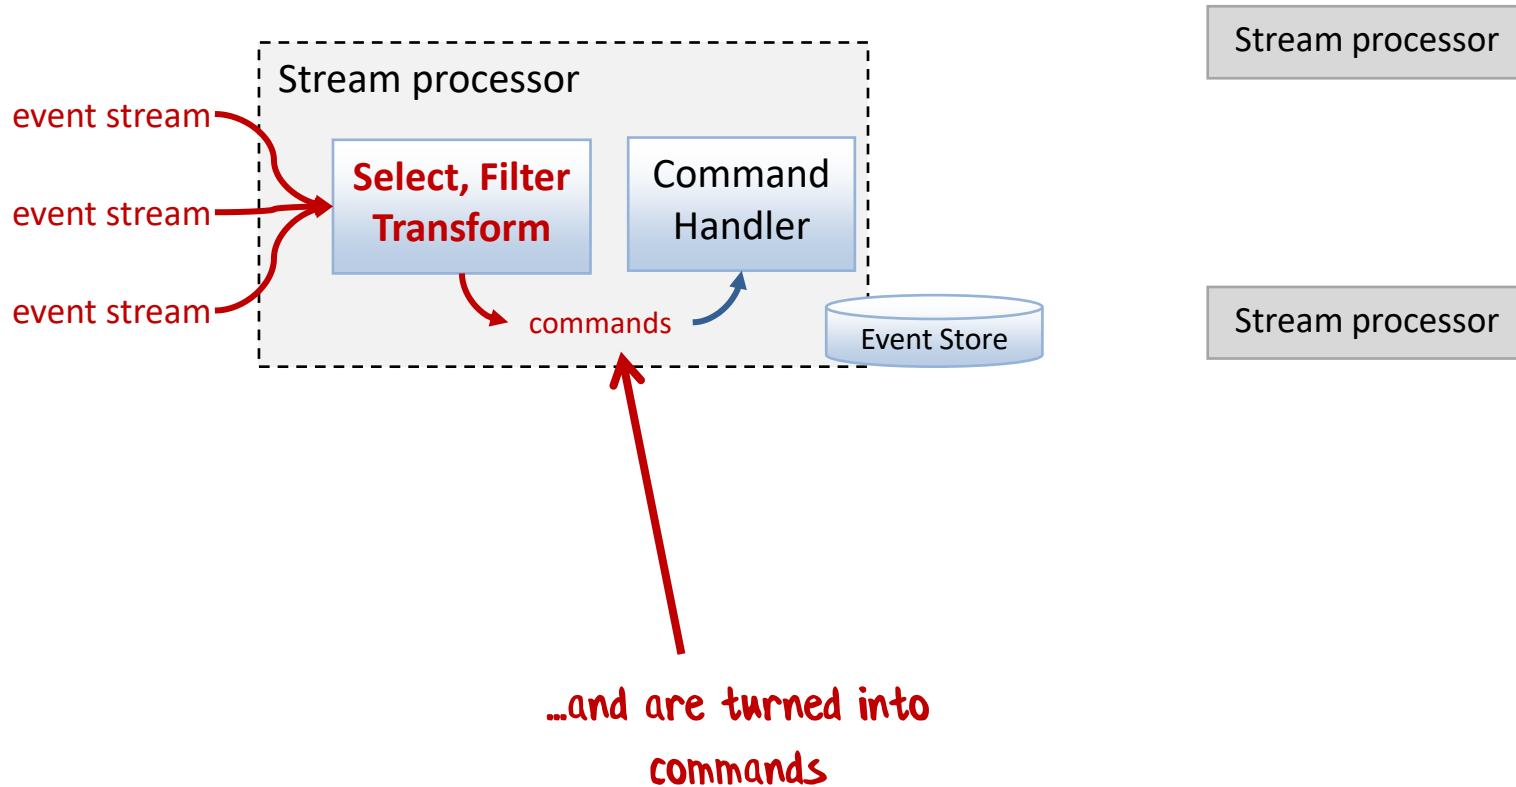 Stream processor
Stream processor
event stream
Select, Filter
Transform
Command
Handler
event stream
event stream
commands
Event Store
Stream processor
...and are turned into
commands